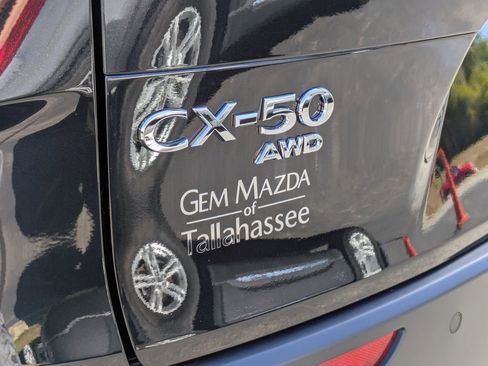 CX-50
AWD
GEM MAZDA
of
Tallahassee